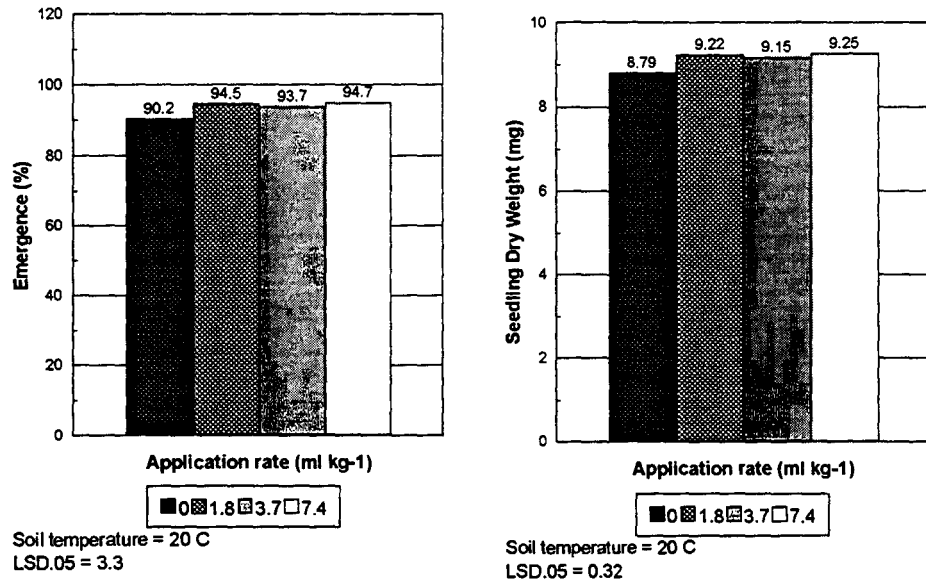 120
100
80
60
40
20
0
Emergence (%)
90.2
94.5
93.7
94.7
Application rate (ml kg-1)
0 1.8 3.7 7.4
Soil temperature = 20 C
LSD.05 = 3.3
10
8
6
4
2
0
Seedling Dry Weight (mg)
8.79
9.22
9.15
9.25
Application rate (ml kg-1)
0 1.8 3.7 7.4
Soil temperature = 20 C
LSD.05 = 0.32